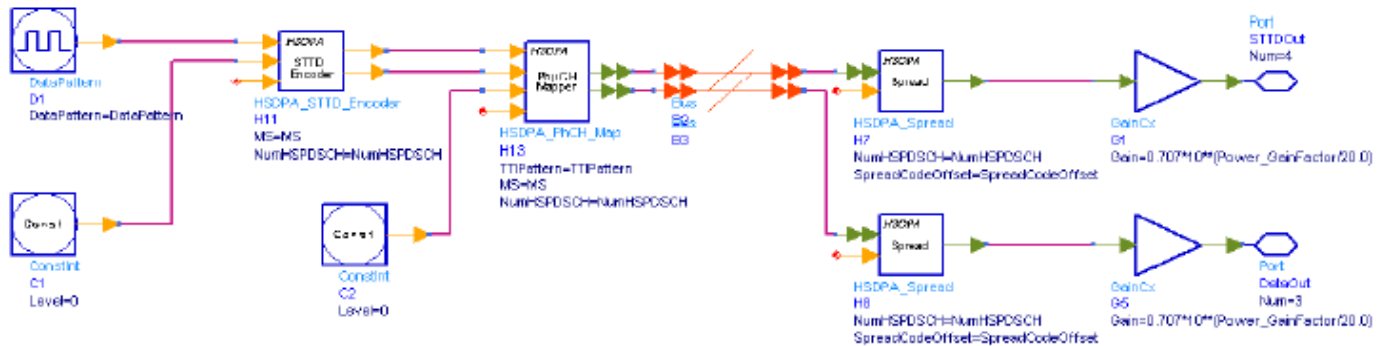 DataPattern
D1
DataPattern=DataPattern
HSDPA
STTD
Encoder
HSDPA_STTD_Encoder
H11
MS=MS
NumHSPDSCH=NumHSPDSCH
HSDPA
PhyCH
Mapper
HSDPA_PhCH_Map
H13
TTIPattern=TTIPattern
MS=MS
NumHSPDSCH=NumHSPDSCH
Bus
B3
HSDPA
Spread
HSDPA_Spread
H7
NumHSPDSCH=NumHSPDSCH
SpreadCodeOffset=SpreadCodeOffset
GainCx
G1
Gain=0.707*10**(Power_GainFactor/20.0)
Port
STTDOut
Num=4
Const
ConstInt
C1
Level=0
Const
ConstInt
C2
Level=0
HSDPA
Spread
HSDPA_Spread
H8
NumHSPDSCH=NumHSPDSCH
SpreadCodeOffset=SpreadCodeOffset
GainCx
G5
Gain=0.707*10**(Power_GainFactor/20.0)
Port
DataOut
Num=3